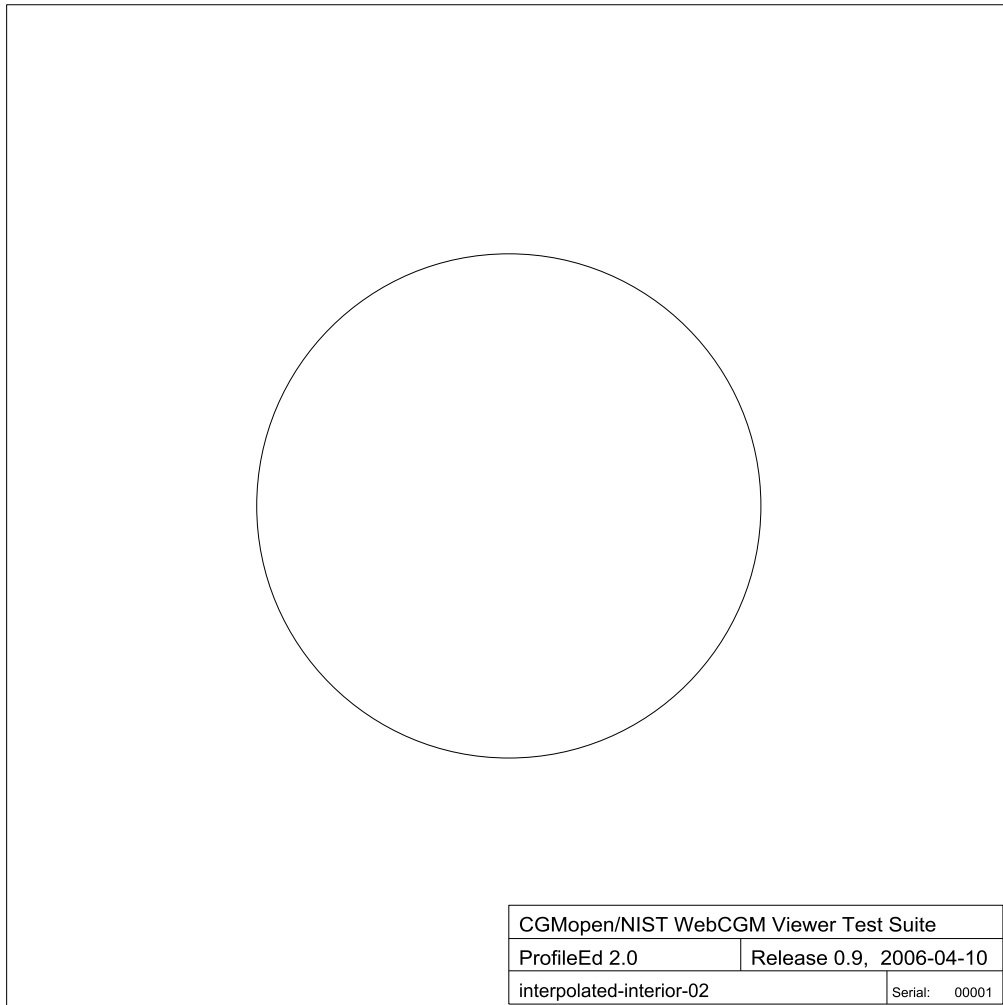 CGMopen/NIST WebCGM Viewer Test Suite
ProfileEd 2.0 Release 0.9, 2006-04-10
interpolated-interior-02 Serial: 00001